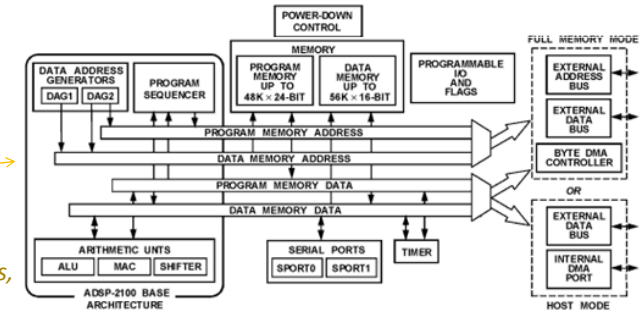 POWER-DOWN
CONTROL
FULL MEMORY MODE
MEMORY
DATA ADDRESS
GENERATORS
DAG1
DAG2
PROGRAM
SEQUENCER
PROGRAM
MEMORY
UP TO
48K × 24-BIT
DATA
MEMORY
UP TO
56K × 16-BIT
PROGRAMMABLE
I/O
AND
FLAGS
EXTERNAL
ADDRESS
BUS
EXTERNAL
DATA
BUS
BYTE DMA
CONTROLLER
OR
EXTERNAL
DATA
BUS
INTERNAL
DMA
PORT
HOST MODE
PROGRAM MEMORY ADDRESS
DATA MEMORY ADDRESS
PROGRAM MEMORY DATA
DATA MEMORY DATA
ARITHMETIC UNITS
ALU
MAC
SHIFTER
SERIAL PORTS
SPORT0
SPORT1
TIMER
ADSP-2100 BASE
ARCHITECTURE